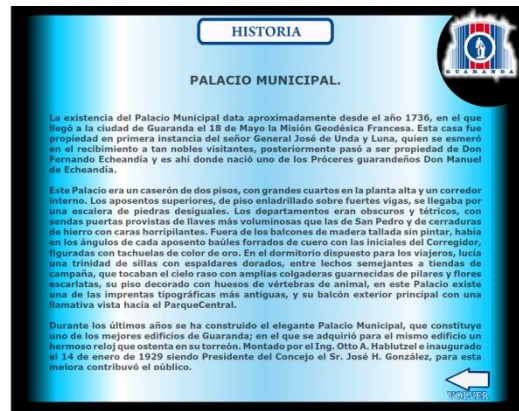 HISTORIA
GUARANDA
PALACIO MUNICIPAL.
La existencia del Palacio Municipal data aproximadamente desde el año 1736, en el que
llegó a la ciudad de Guaranda el 18 de Mayo la Misión Geodésica Francesa. Esta casa fue
propiedad en primera instancia del señor General José de Unda y Luna, quien se esmeró
en el recibimiento a tan nobles visitantes, posteriormente pasó a ser propiedad de Don
Fernando Echeandía y es ahí donde nació uno de los Próceres guarandeños Don Manuel
de Echeandia.
Este Palacio era un caserón de dos pisos, con grandes cuartos en la planta alta y un corredor
interno. Los aposentos superiores, de piso enladrillado sobre fuertes vigas, se llegaba por
una escalera de piedras desiguales. Los departamentos eran obscuros y tétricos, con
sendas puertas provistas de llaves más voluminosas que las de San Pedro y de cerraduras
de hierro con caras horripilantes. Fuera de los balcones de madera tallada sin pintar, había
en los ángulos de cada aposento baúles forrados de cuero con las iniciales del Corregidor,
figuradas con tachuelas de color de oro. En el dormitorio dispuesto para los viajeros, lucía
una trinidad de sillas con espaldares dorados, entre lechos semejantes a tiendas de
campaña, que tocaban el cielo raso con amplias colgaderas guarnecidas de pilares y flores
escarlatas, su piso decorado con huesos de vértebras de animal, en este Palacio existe
una de las imprentas tipográficas más antiguas, y su balcón exterior principal con una
llamativa vista hacia el ParqueCentral.
Durante los últimos años se ha construido el elegante Palacio Municipal, que constituye
uno de los mejores edificios de Guaranda; en el que se adquirió para el mismo edificio un
hermoso reloj que ostenta en su torreón. Montado por el Ing. Otto A. Hablutzel e inaugurado
el 14 de enero de 1929 siendo Presidente del Concejo el Sr. José H. González, para esta
mejora contribuyó el público.
VOLVER